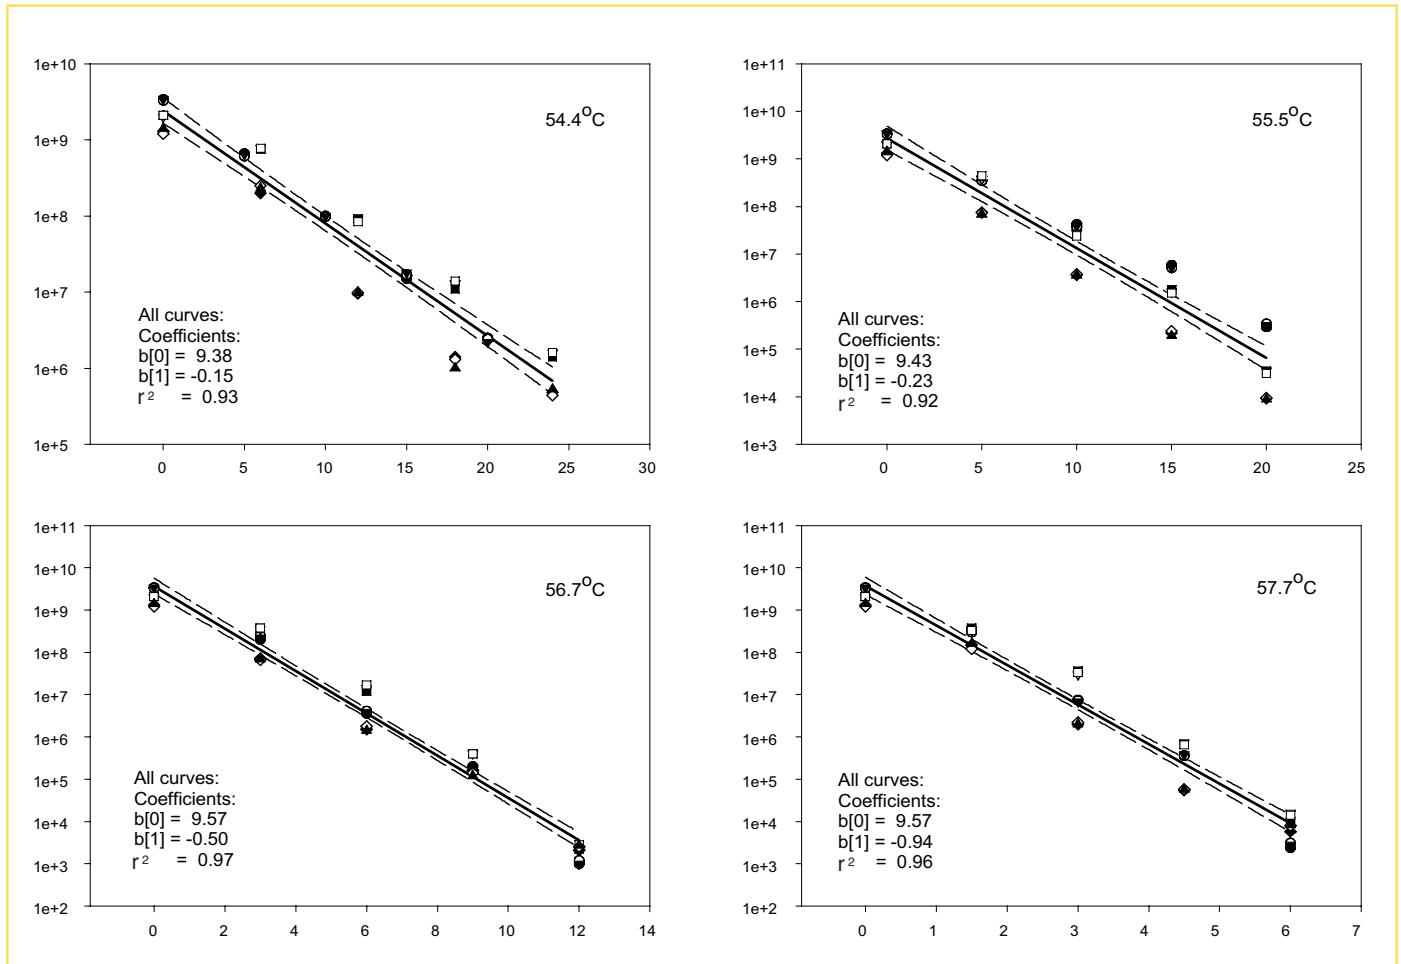 1e+10
1e+9
1e+8
1e+7
1e+6
1e+5
54.4°C
All curves:
Coefficients:
b[0] = 9.38
b[1] = -0.15
r² = 0.93
0 5 10 15 20 25 30
1e+11
1e+10
1e+9
1e+8
1e+7
1e+6
1e+5
1e+4
1e+3
55.5°C
All curves:
Coefficients:
b[0] = 9.43
b[1] = -0.23
r² = 0.92
0 5 10 15 20 25
1e+11
1e+10
1e+9
1e+8
1e+7
1e+6
1e+5
1e+4
1e+3
1e+2
56.7°C
All curves:
Coefficients:
b[0] = 9.57
b[1] = -0.50
r² = 0.97
0 2 4 6 8 10 12 14
1e+11
1e+10
1e+9
1e+8
1e+7
1e+6
1e+5
1e+4
1e+3
1e+2
57.7°C
All curves:
Coefficients:
b[0] = 9.57
b[1] = -0.94
r² = 0.96
0 1 2 3 4 5 6 7